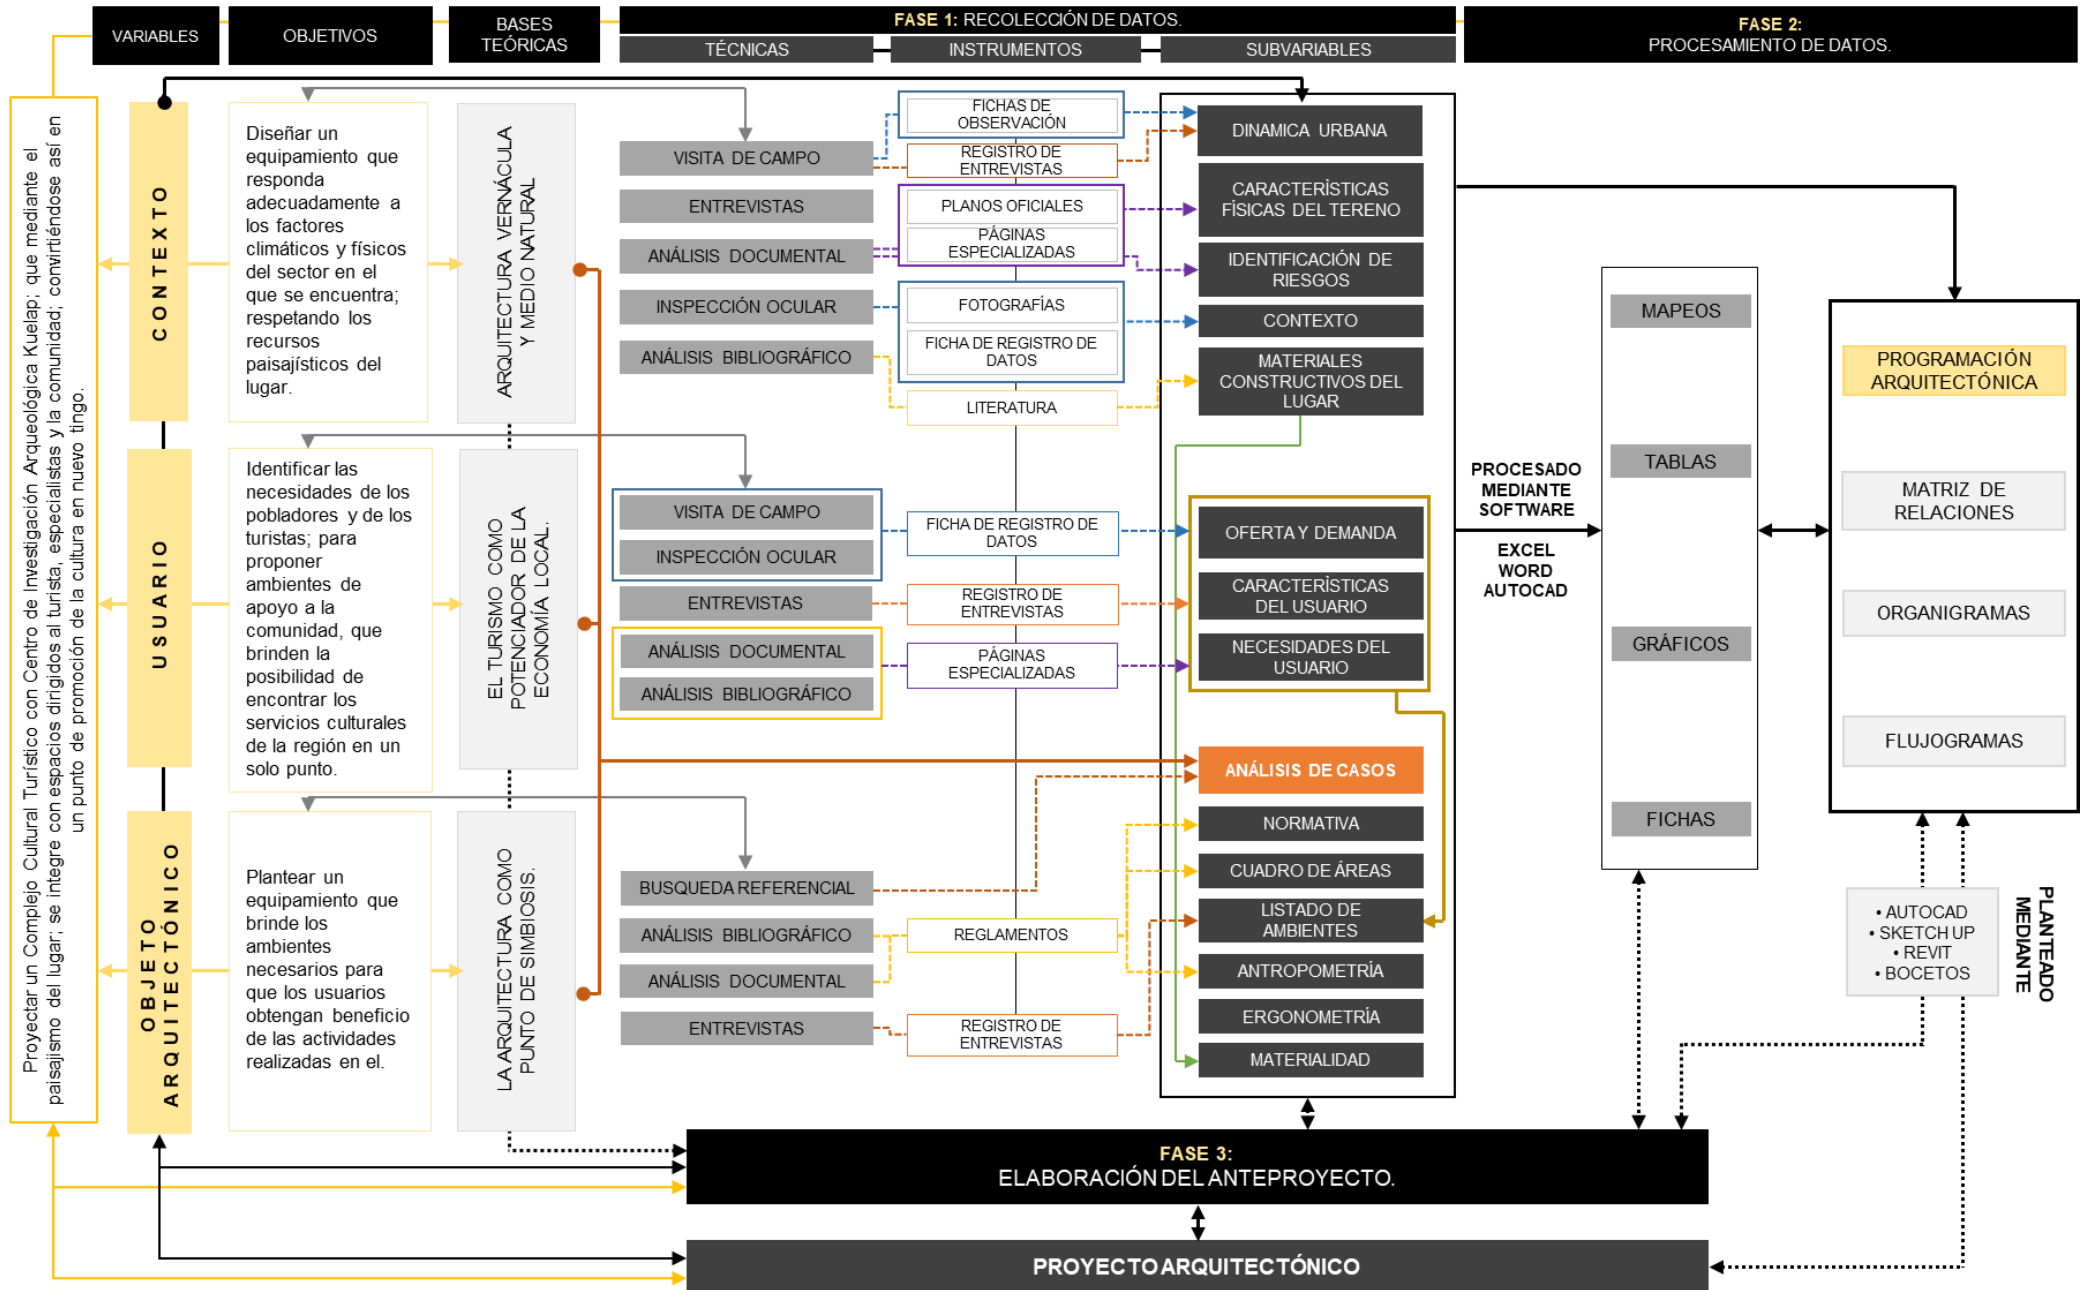 VARIABLES
OBJETIVOS
BASES
TEÓRICAS
FASE 1: RECOLECCIÓN DE DATOS.
TÉCNICAS
INSTRUMENTOS
SUBVARIABLES
FASE 2:
PROCESAMIENTO DE DATOS.
Proyectar un Complejo Cultural Turístico con Centro de Investigación Arqueológica Kuelap; que mediante el
paisajismo del lugar; se integre con espacios dirigidos al turista, especialistas y la comunidad; convirtiéndose así en
un punto de promoción de la cultura en nuevo tingo.
CONTEXTO
Diseñar un
equipamiento que
responda
adecuadamente a
los factores
climáticos y físicos
del sector en el
que se encuentra;
respetando los
recursos
paisajísticos del
lugar.
ARQUITECTURA VERNÁCULA
Y MEDIO NATURAL
VISITA DE CAMPO
ENTREVISTAS
ANÁLISIS DOCUMENTAL
INSPECCIÓN OCULAR
ANÁLISIS BIBLIOGRÁFICO
FICHAS DE
OBSERVACIÓN
REGISTRO DE
ENTREVISTAS
PLANOS OFICIALES
PÁGINAS
ESPECIALIZADAS
FOTOGRAFÍAS
FICHA DE REGISTRO DE
DATOS
LITERATURA
DINAMICA URBANA
CARACTERÌSTICAS
FÍSICAS DEL TERENO
IDENTIFICACIÓN DE
RIESGOS
CONTEXTO
MATERIALES
CONSTRUCTIVOS DEL
LUGAR
USUARIO
Identificar las
necesidades de los
pobladores y de los
turistas; para
proponer
ambientes de
apoyo a la
comunidad, que
brinden la
posibilidad de
encontrar los
servicios culturales
de la región en un
solo punto.
EL TURISMO COMO
POTENCIADOR DE LA
ECONOMÍA LOCAL.
VISITA DE CAMPO
INSPECCIÓN OCULAR
ENTREVISTAS
ANÁLISIS DOCUMENTAL
ANÁLISIS BIBLIOGRÁFICO
FICHA DE REGISTRO DE
DATOS
REGISTRO DE
ENTREVISTAS
PÁGINAS
ESPECIALIZADAS
OFERTA Y DEMANDA
CARACTERÌSTICAS
DEL USUARIO
NECESIDADES DEL
USUARIO
OBJETO
ARQUITECTÓNICO
Plantear un
equipamiento que
brinde los
ambientes
necesarios para
que los usuarios
obtengan beneficio
de las actividades
realizadas en el.
LA ARQUITECTURA COMO
PUNTO DE SIMBIOSIS.
BUSQUEDA REFERENCIAL
ANÁLISIS BIBLIOGRÁFICO
ANÁLISIS DOCUMENTAL
ENTREVISTAS
REGLAMENTOS
REGISTRO DE
ENTREVISTAS
ANÁLISIS DE CASOS
NORMATIVA
CUADRO DE ÁREAS
LISTADO DE
AMBIENTES
ANTROPOMETRÍA
ERGONOMETRÍA
MATERIALIDAD
PROCESADO
MEDIANTE
SOFTWARE
EXCEL
WORD
AUTOCAD
MAPEOS
TABLAS
GRÁFICOS
FICHAS
PROGRAMACIÓN
ARQUITECTÓNICA
MATRIZ DE
RELACIONES
ORGANIGRAMAS
FLUJOGRAMAS
• AUTOCAD
• SKETCH UP
• REVIT
• BOCETOS
PLANTEADO
MEDIANTE
FASE 3:
ELABORACIÓN DEL ANTEPROYECTO.
PROYECTO ARQUITECTÓNICO